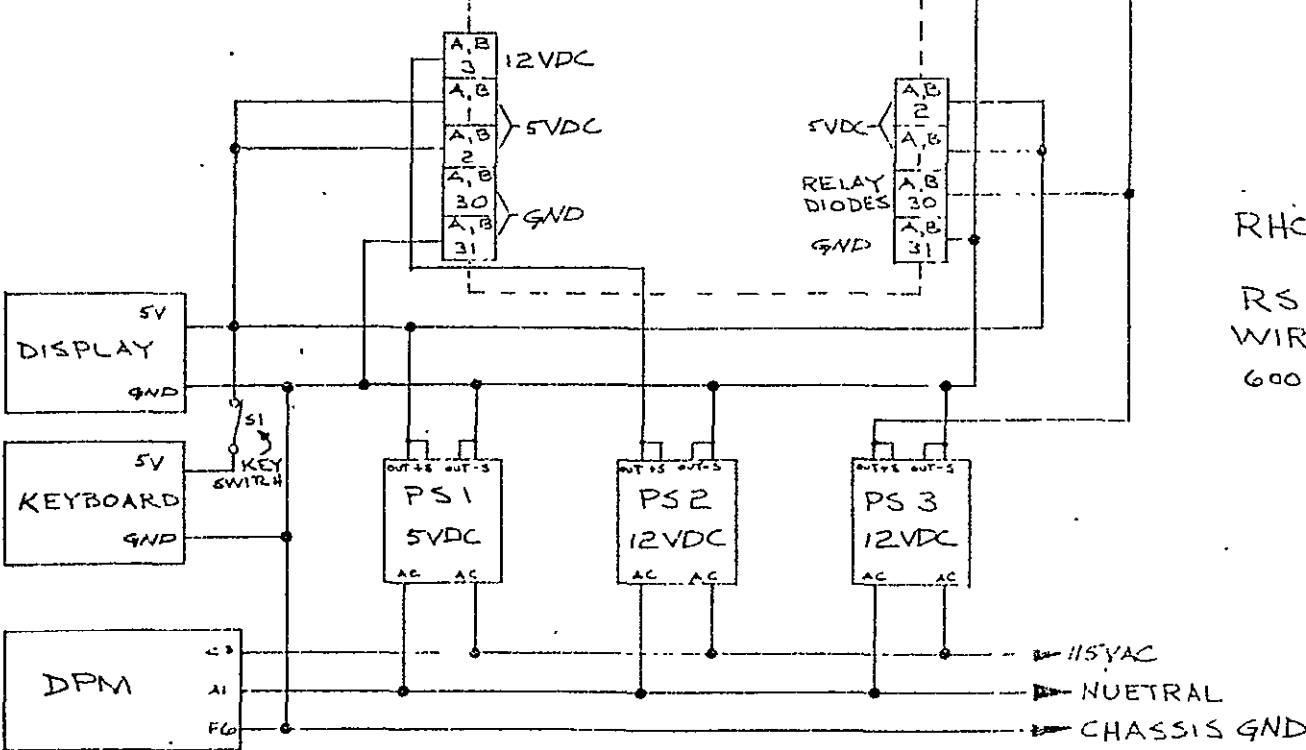 A,B
3
12VDC
A,B
1
5VDC
A,B
2
A,B
30
GND
A,B
31
A,B
2
5VDC
A,B
1
RELAY
DIODES
A,B
30
GND
A,B
31
RS
WIR
600
DISPLAY
5V
GND
S1
KEY
SWITCH
KEYBOARD
5V
GND
OUT +S OUT -S
PS1
5VDC
AC AC
OUT +S OUT -S
PS2
12VDC
AC AC
OUT +S OUT -S
PS3
12VDC
AC AC
DPM
A1
115VAC
NUETRAL
CHASSIS GND